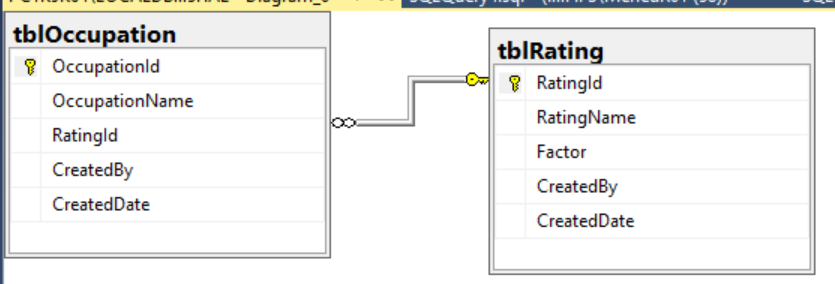 tblOccupation
OccupationId
OccupationName
RatingId
CreatedBy
CreatedDate
tblRating
RatingId
RatingName
Factor
CreatedBy
CreatedDate